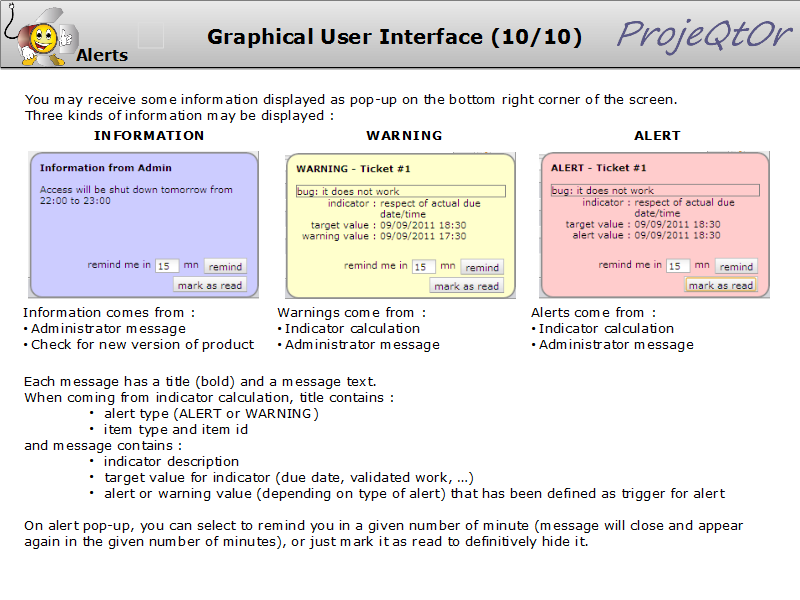 Alerts
Graphical User Interface (10/10)
ProjeQtOr
You may receive some information displayed as pop-up on the bottom right corner of the screen.
Three kinds of information may be displayed :
INFORMATION
WARNING
ALERT
Information from Admin
Access will be shut down tomorrow from
22:00 to 23:00
remind me in 15 mn remind
mark as read
WARNING - Ticket #1
bug: it does not work
indicator : respect of actual due
date/time
target value : 09/09/2011 18:30
warning value : 09/09/2011 17:30
remind me in 15 mn remind
mark as read
ALERT - Ticket #1
bug: it does not work
indicator : respect of actual due
date/time
target value : 09/09/2011 18:30
alert value : 09/09/2011 18:30
remind me in 15 mn remind
mark as read
Information comes from :
• Administrator message
• Check for new version of product
Warnings come from :
• Indicator calculation
• Administrator message
Alerts come from :
• Indicator calculation
• Administrator message
Each message has a title (bold) and a message text.
When coming from indicator calculation, title contains :
• alert type (ALERT or WARNING)
• item type and item id
and message contains :
• indicator description
• target value for indicator (due date, validated work, ...)
• alert or warning value (depending on type of alert) that has been defined as trigger for alert
On alert pop-up, you can select to remind you in a given number of minute (message will close and appear
again in the given number of minutes), or just mark it as read to definitively hide it.